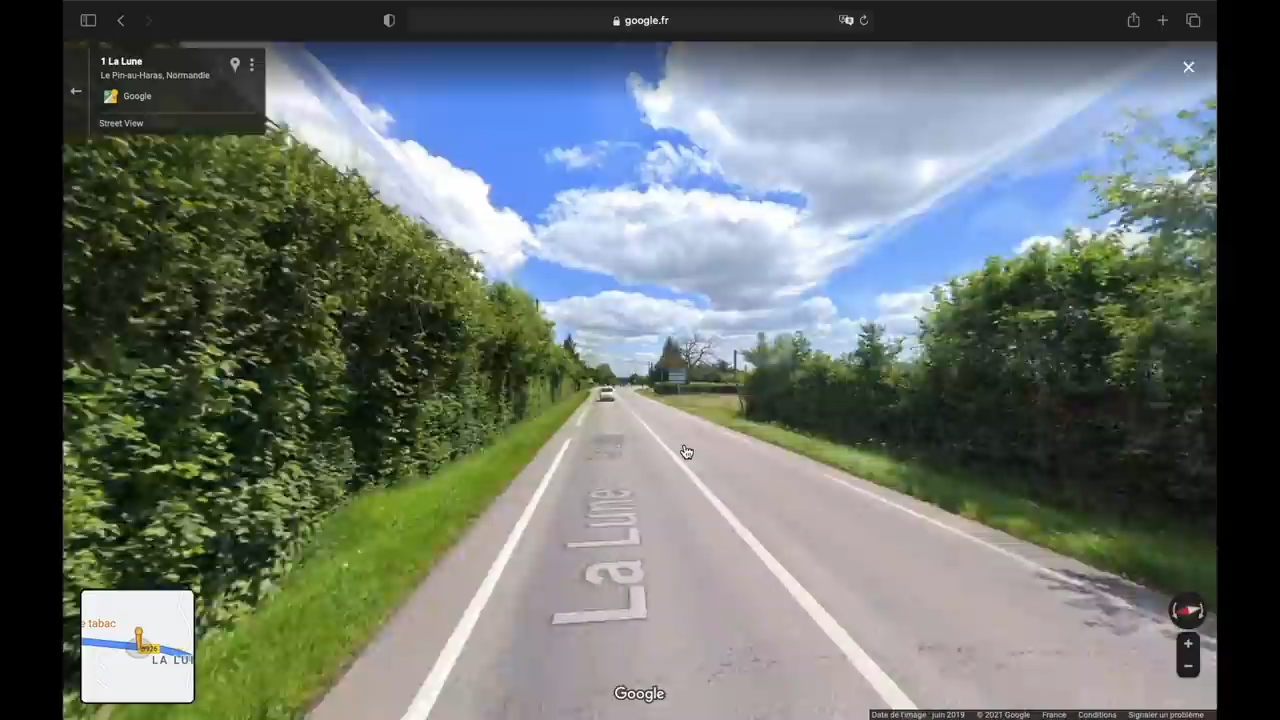 google.fr
1 La Lune
Le Pin-au-Haras, Normandie
Google
Street View
La Lune
e tabac
D926
LA LU
Google
Date de l'image : juin 2019 © 2021 Google France Conditions Signaler un problème